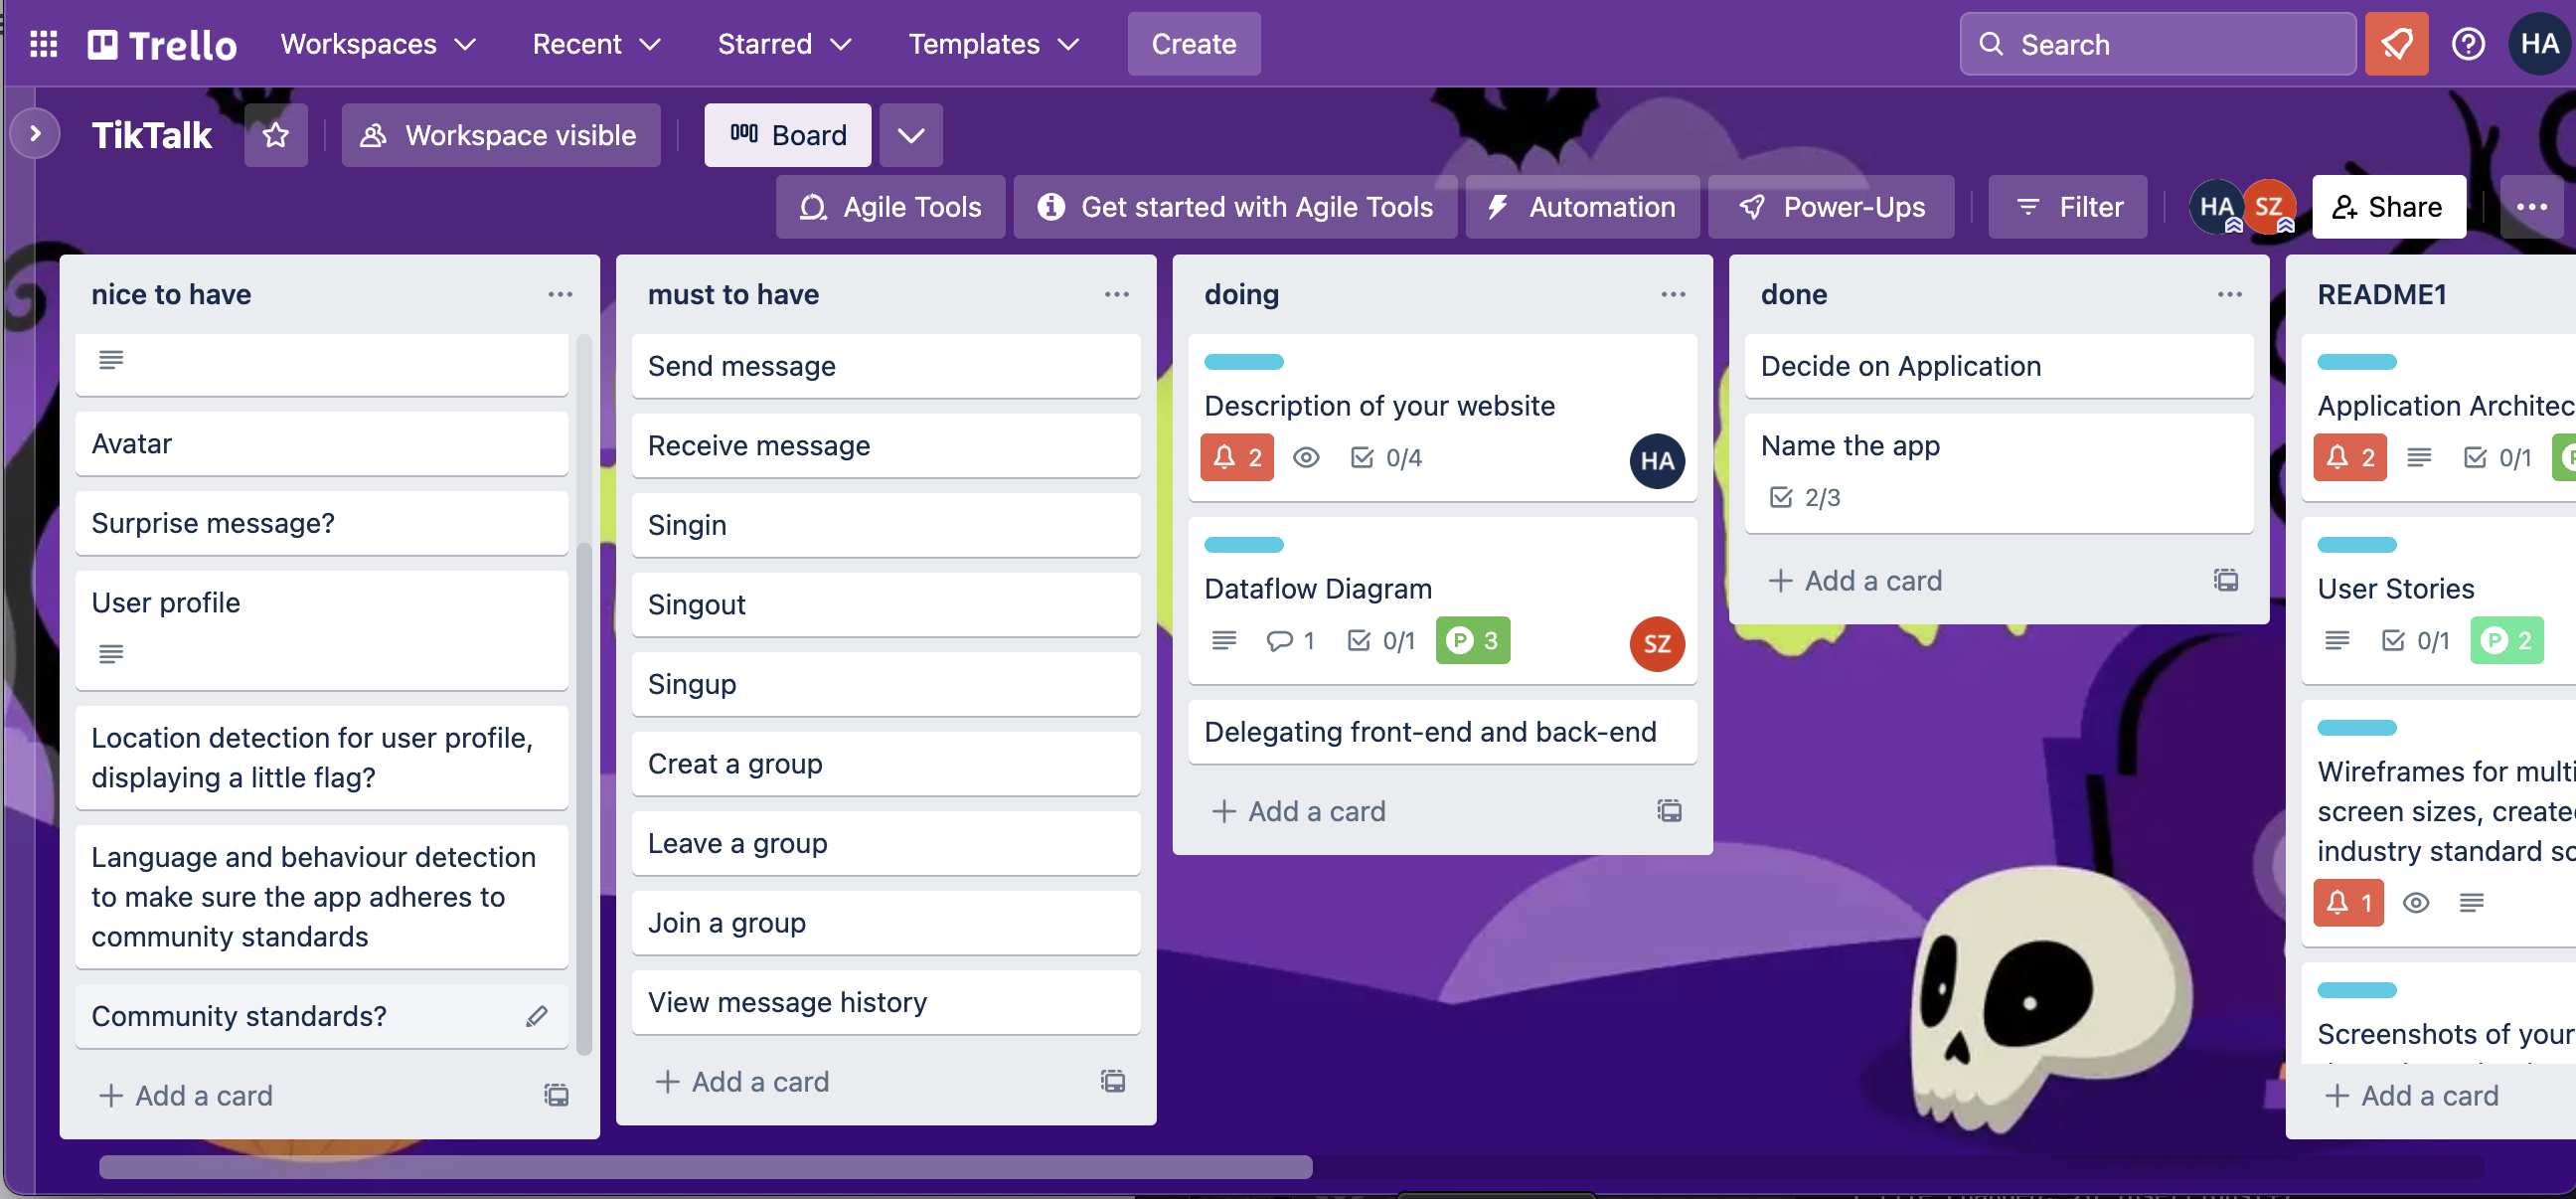 Trello
Workspaces
Recent
Starred
Templates
Create
Search
HA
TikTalk
Workspace visible
Board
Agile Tools
Get started with Agile Tools
Automation
Power-Ups
Filter
HA
SZ
Share
nice to have
Avatar
Surprise message?
User profile
Location detection for user profile,
displaying a little flag?
Language and behaviour detection
to make sure the app adheres to
community standards
Community standards?
+ Add a card
must to have
Send message
Receive message
Singin
Singout
Singup
Creat a group
Leave a group
Join a group
View message history
+ Add a card
doing
Description of your website
2
0/4
HA
Dataflow Diagram
1
0/1
P 3
SZ
Delegating front-end and back-end
+ Add a card
done
Decide on Application
Name the app
2/3
+ Add a card
README1
Application Architec
2
0/1
User Stories
0/1
P 2
Wireframes for multi
screen sizes, create
industry standard so
1
Screenshots of your
+ Add a card